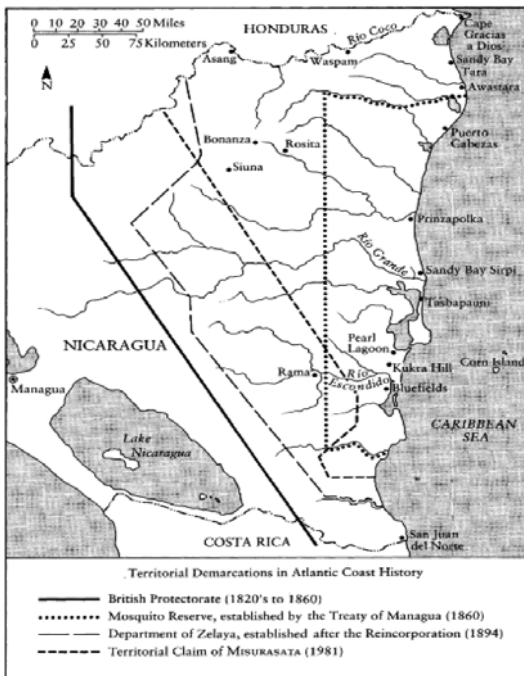 0 10 20 30 40 50 Miles
0 25 50 75 Kilometers
N
HONDURAS
Río Coco
Cape
Gracias
a Dios
Asang
Waspam
Sandy Bay
Tara
Awastara
Puerto
Cabezas
Bonanza
Rosita
Siuna
Prinzapolka
Río
Grande
Sandy Bay Sirpi
Tasbapauni
NICARAGUA
Pearl
Lagoon
Corn Island
Managua
Rama
Río
Escondido
Kukra Hill
Bluefields
CARIBBEAN
SEA
Lake
Nicaragua
COSTA RICA
San Juan
del Norte
Territorial Demarcations in Atlantic Coast History
British Protectorate (1820's to 1860)
Mosquito Reserve, established by the Treaty of Managua (1860)
Department of Zelaya, established after the Reincorporation (1894)
Territorial Claim of MISURASATA (1981)